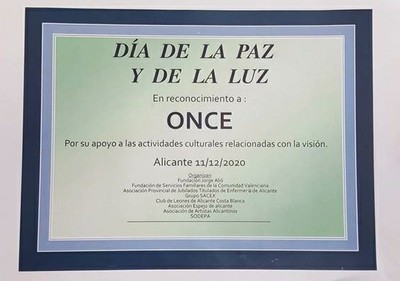 DÍA DE LA PAZ
Y DE LA LUZ
En reconocimiento a :
ONCE
Por su apoyo a las actividades culturales relacionadas con la visión.
Alicante 11/12/2020
Organizan
Fundación Jorge Alió
Fundación de Servicios Familiares de la Comunidad Valenciana
Asociación Provincial de Jubilados Titulados de Enfermería de Alicante
Grupo SACEX
Club de Leones de Alicante Costa Blanca
Asociación Espejo de alicante
Asociación de Artistas Alicantinos
SODEPA